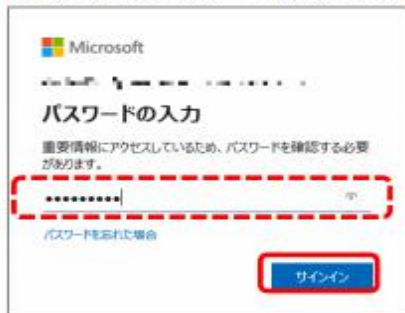 Microsoft
パスワードの入力
重要情報にアクセスしているため、パスワードを確認する必要
があります。
•••••••••
パスワードを忘れた場合
サインイン